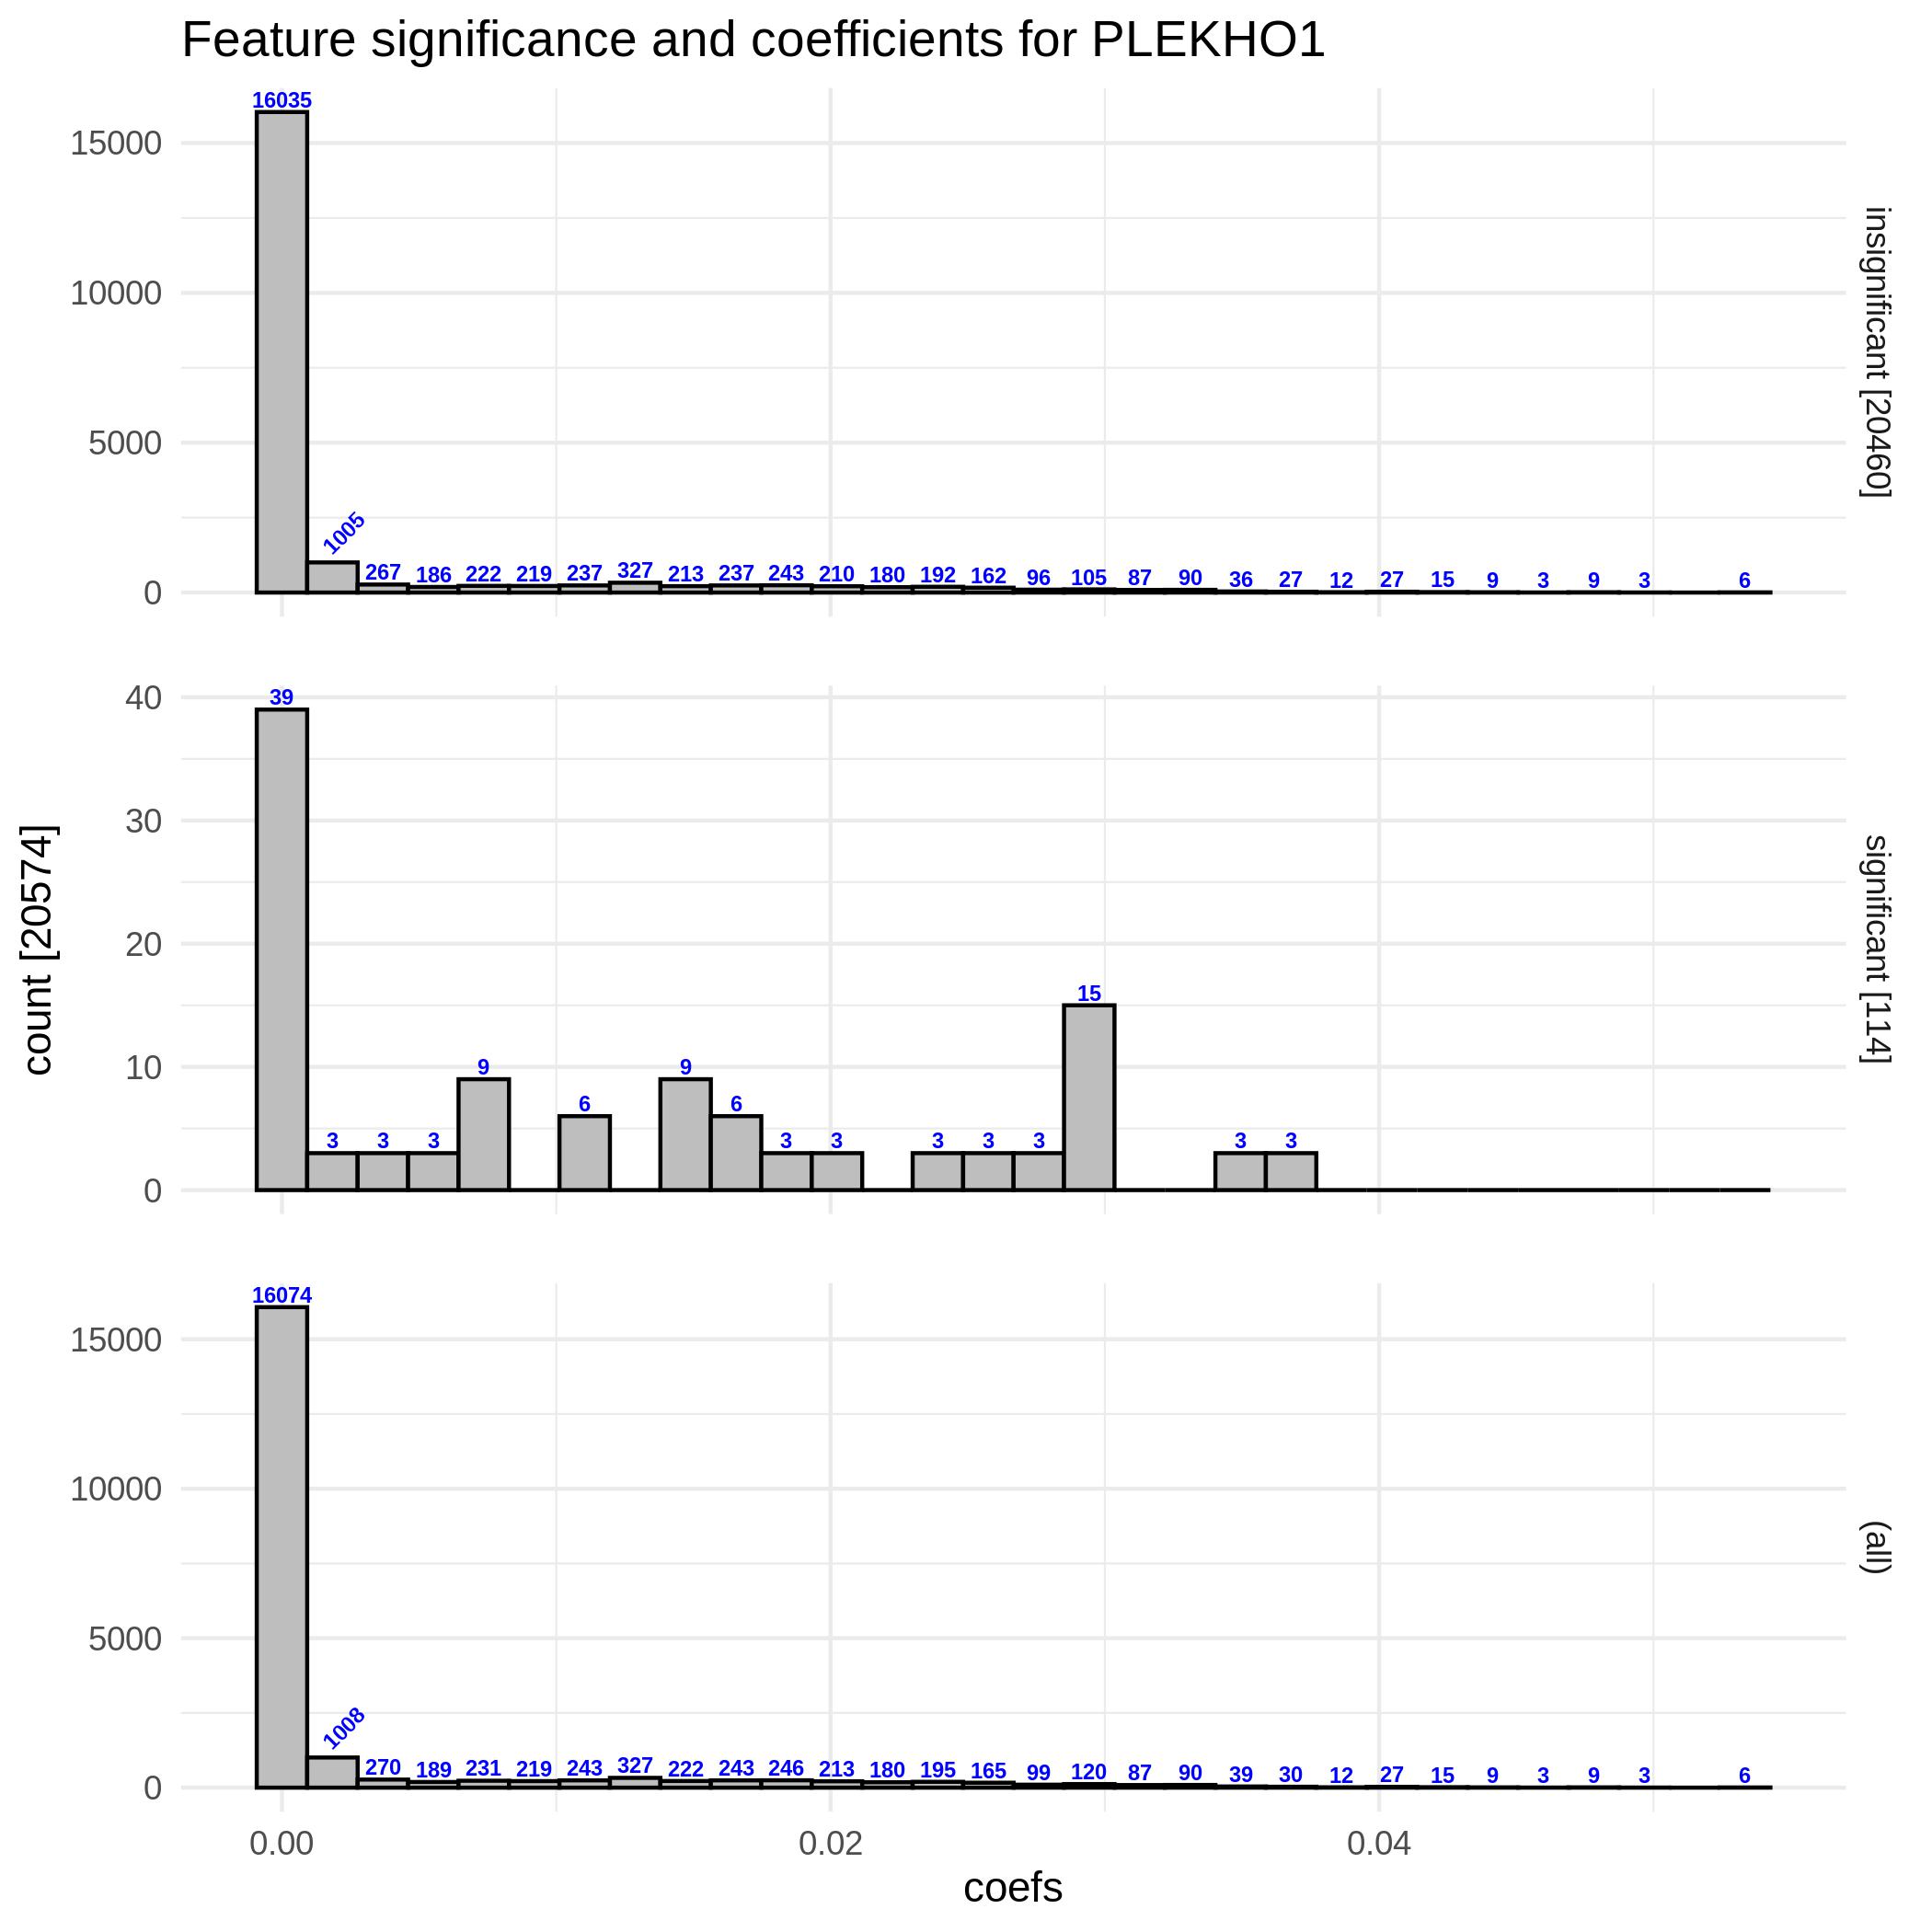 Feature significance and coefficients for PLEKHO1
16035
15000
10000
5000
0
1005
267 186 222 219 237 327 213 237 243 210 180 192 162 96 105 87 90 36 27 12 27 15 9 3 9 3 6
insignificant [20460]
count [20574]
40
30
20
10
0
39
3 3 3 9 6 9 6 3 3 3 3 3 15 3 3
significant [114]
16074
15000
10000
5000
0
1008
270 189 231 219 243 327 222 243 246 213 180 195 165 99 120 87 90 39 30 12 27 15 9 3 9 3 6
(all)
0.00 0.02 0.04
coefs